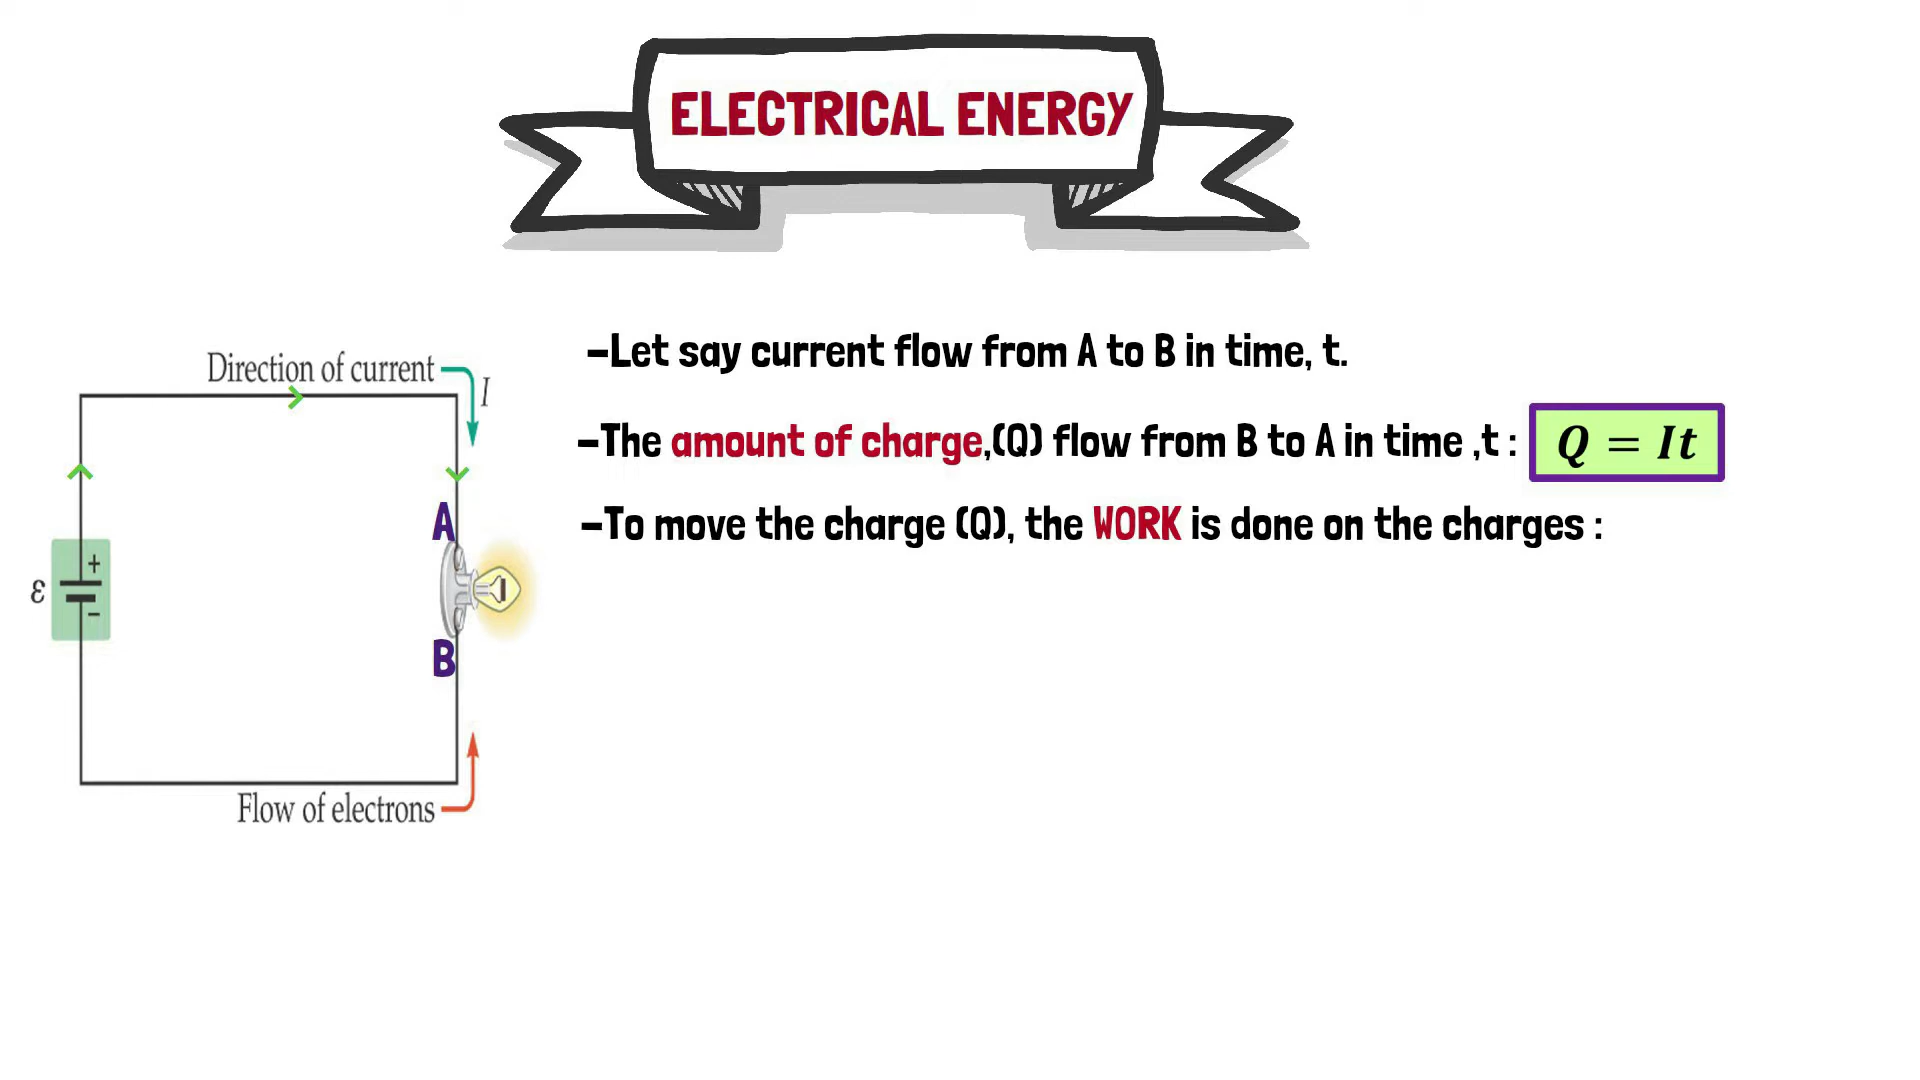 ELECTRICAL ENERGY
Direction of current
I
A
+
ε
−
B
Flow of electrons
-Let say current flow from A to B in time, t.
-The amount of charge,(Q) flow from B to A in time ,t : Q = It
-To move the charge (Q), the WORK is done on the charges :